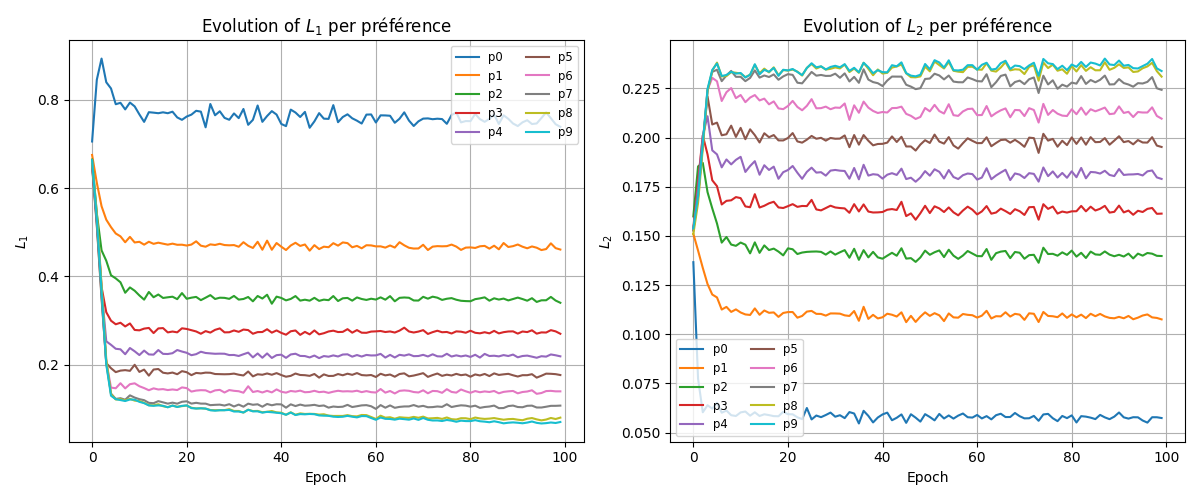 Evolution of L₁ per préférence
L₁
0.8
0.6
0.4
0.2
0 20 40 60 80 100
Epoch
p0 p5
p1 p6
p2 p7
p3 p8
p4 p9
Evolution of L₂ per préférence
L₂
0.225
0.200
0.175
0.150
0.125
0.100
0.075
0.050
0 20 40 60 80 100
Epoch
p0 p5
p1 p6
p2 p7
p3 p8
p4 p9